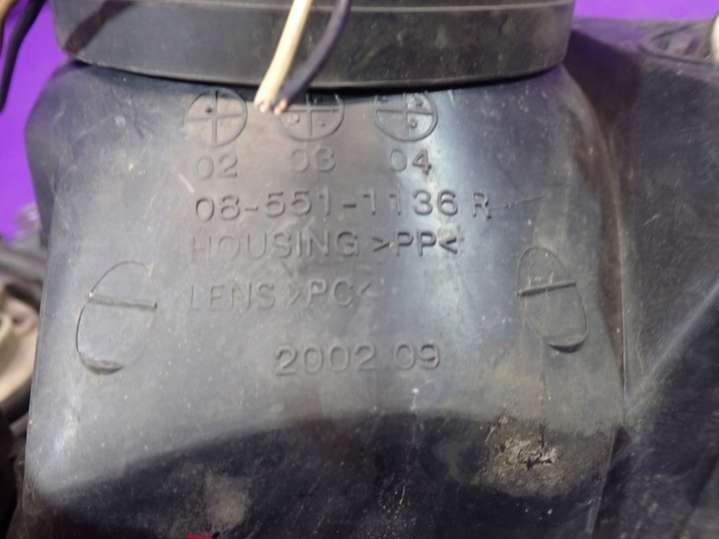 02 03 04
08-551-1136 R
HOUSING >PP<
LENS >PC<
2002.09